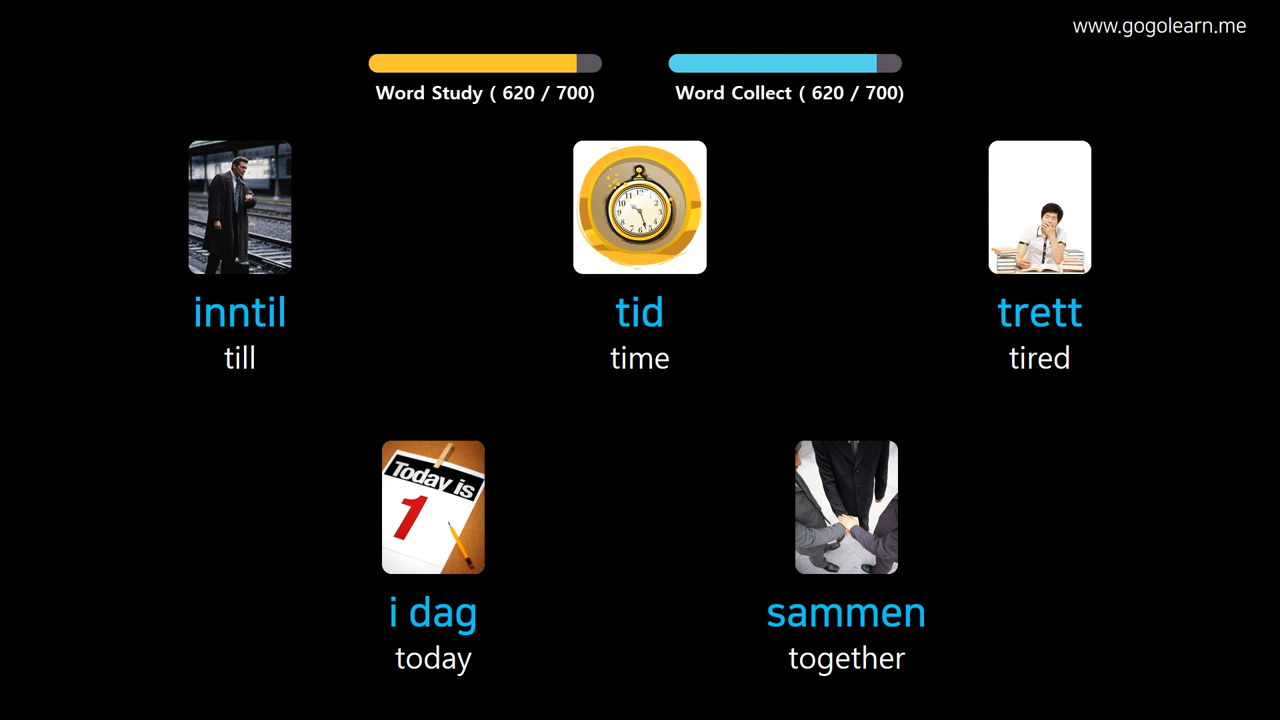 www.gogolearn.me
Word Study ( 620 / 700)
Word Collect ( 620 / 700)
inntil
till
tid
time
trett
tired
Today is
1
i dag
today
sammen
together